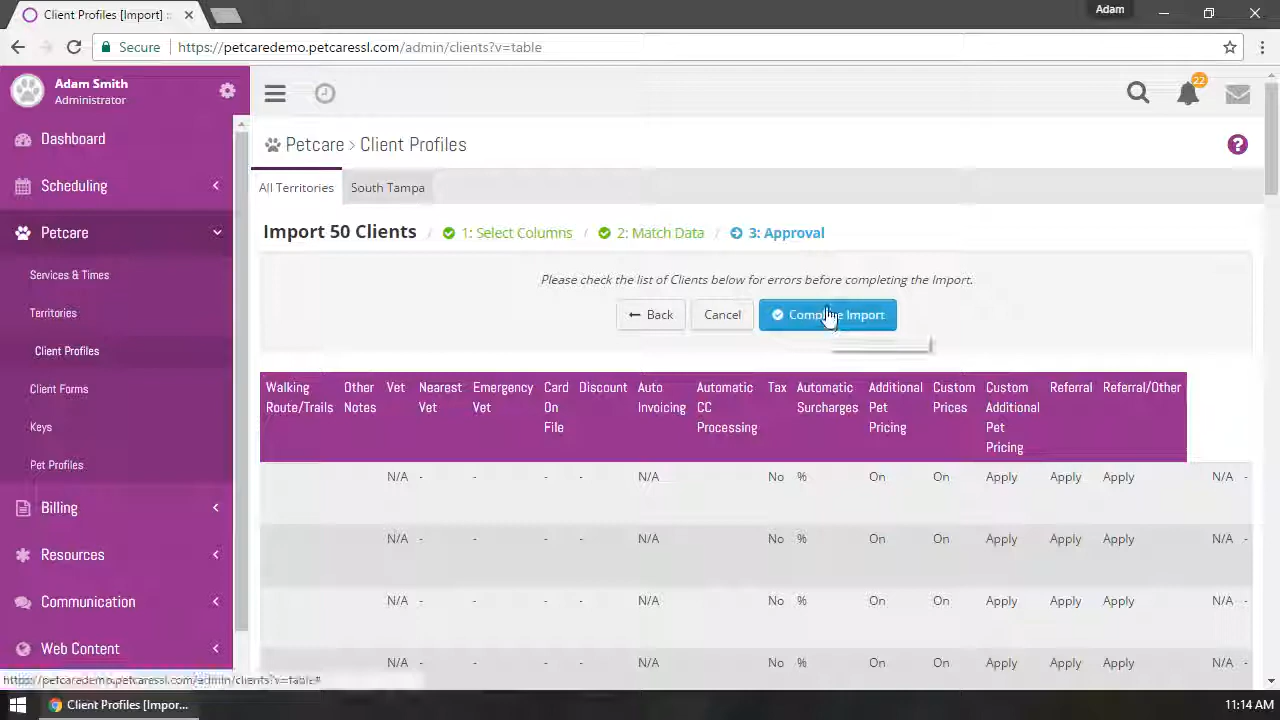 Client Profiles [Import] :
Adam
Secure https://petcaredemo.petcaressl.com/admin/clients?v=table
Adam Smith
Administrator
22
Dashboard
Scheduling
Petcare
Services & Times
Territories
Client Profiles
Client Forms
Keys
Pet Profiles
Billing
Resources
Communication
Web Content
Petcare > Client Profiles
?
All Territories South Tampa
Import 50 Clients / 1: Select Columns / 2: Match Data / 3: Approval
Please check the list of Clients below for errors before completing the Import.
Back Cancel Complete Import
Walking Other Vet Nearest Emergency Card Discount Auto Automatic Tax Automatic Additional Custom Custom Referral Referral/Other
Route/Trails Notes Vet Vet On Invoicing CC Surcharges Pet Prices Additional
File Processing Pricing Pet
Pricing
N/A - - - - N/A No % On On Apply Apply Apply N/A -
N/A - - - - N/A No % On On Apply Apply Apply N/A -
N/A - - - - N/A No % On On Apply Apply Apply N/A -
N/A - - - - N/A No % On On Apply Apply Apply N/A -
https://petcaredemo.petcaressl.com/admin/clients?v=table#
Client Profiles [Impor...
11:14 AM